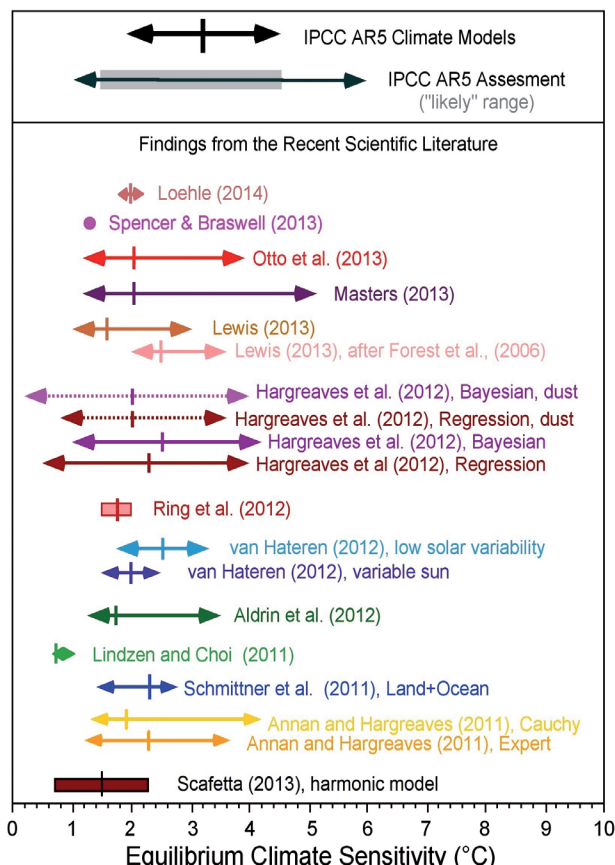 IPCC AR5 Climate Models
IPCC AR5 Assesment
("likely" range)
Findings from the Recent Scientific Literature
Loehle (2014)
Spencer & Braswell (2013)
Otto et al. (2013)
Masters (2013)
Lewis (2013)
Lewis (2013), after Forest et al., (2006)
Hargreaves et al. (2012), Bayesian, dust
Hargreaves et al. (2012), Regression, dust
Hargreaves et al. (2012), Bayesian
Hargreaves et al (2012), Regression
Ring et al. (2012)
van Hateren (2012), low solar variability
van Hateren (2012), variable sun
Aldrin et al. (2012)
Lindzen and Choi (2011)
Schmittner et al. (2011), Land+Ocean
Annan and Hargreaves (2011), Cauchy
Annan and Hargreaves (2011), Expert
Scafetta (2013), harmonic model
0 1 2 3 4 5 6 7 8 9 10
Equilibrium Climate Sensitivity (°C)